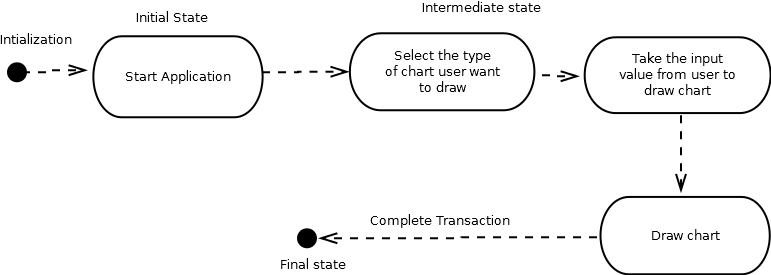 Initial State
Intermediate state
Intialization
Start Application
Select the type
of chart user want
to draw
Take the input
value from user to
draw chart
Complete Transaction
Draw chart
Final state